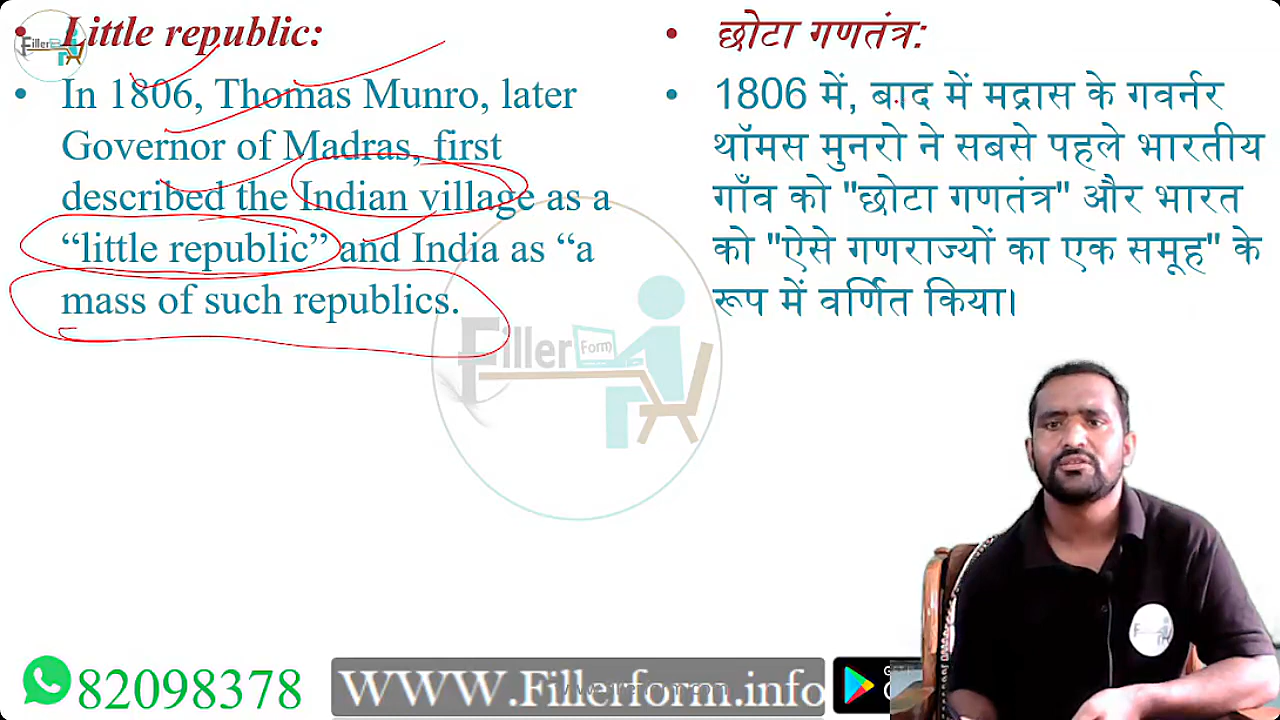 Little republic:
In 1806, Thomas Munro, later
Governor of Madras, first
described the Indian village as a
“little republic” and India as “a
mass of such republics.
छोटा गणतंत्र:
1806 में, बाद में मद्रास के गवर्नर
थॉमस मुनरो ने सबसे पहले भारतीय
गाँव को "छोटा गणतंत्र" और भारत
को "ऐसे गणराज्यों का एक समूह" के
रूप में वर्णित किया।
Filler Form
82098378
www.Fillerform.info